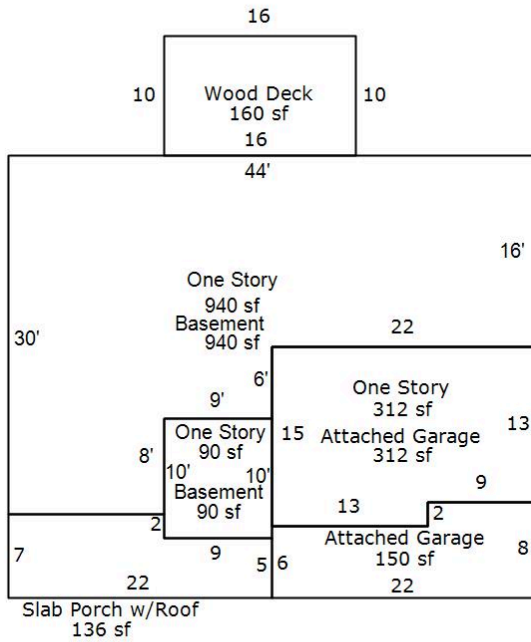 16
10
Wood Deck
10
160 sf
16
44'
16'
One Story
940 sf
Basement
940 sf
30'
22
6'
9'
One Story
312 sf
One Story
90 sf
15
Attached Garage
312 sf
13
8'
10'
10'
Basement
90 sf
13
9
2
9
2
Attached Garage
150 sf
7
5
6
8
22
22
Slab Porch w/Roof
136 sf